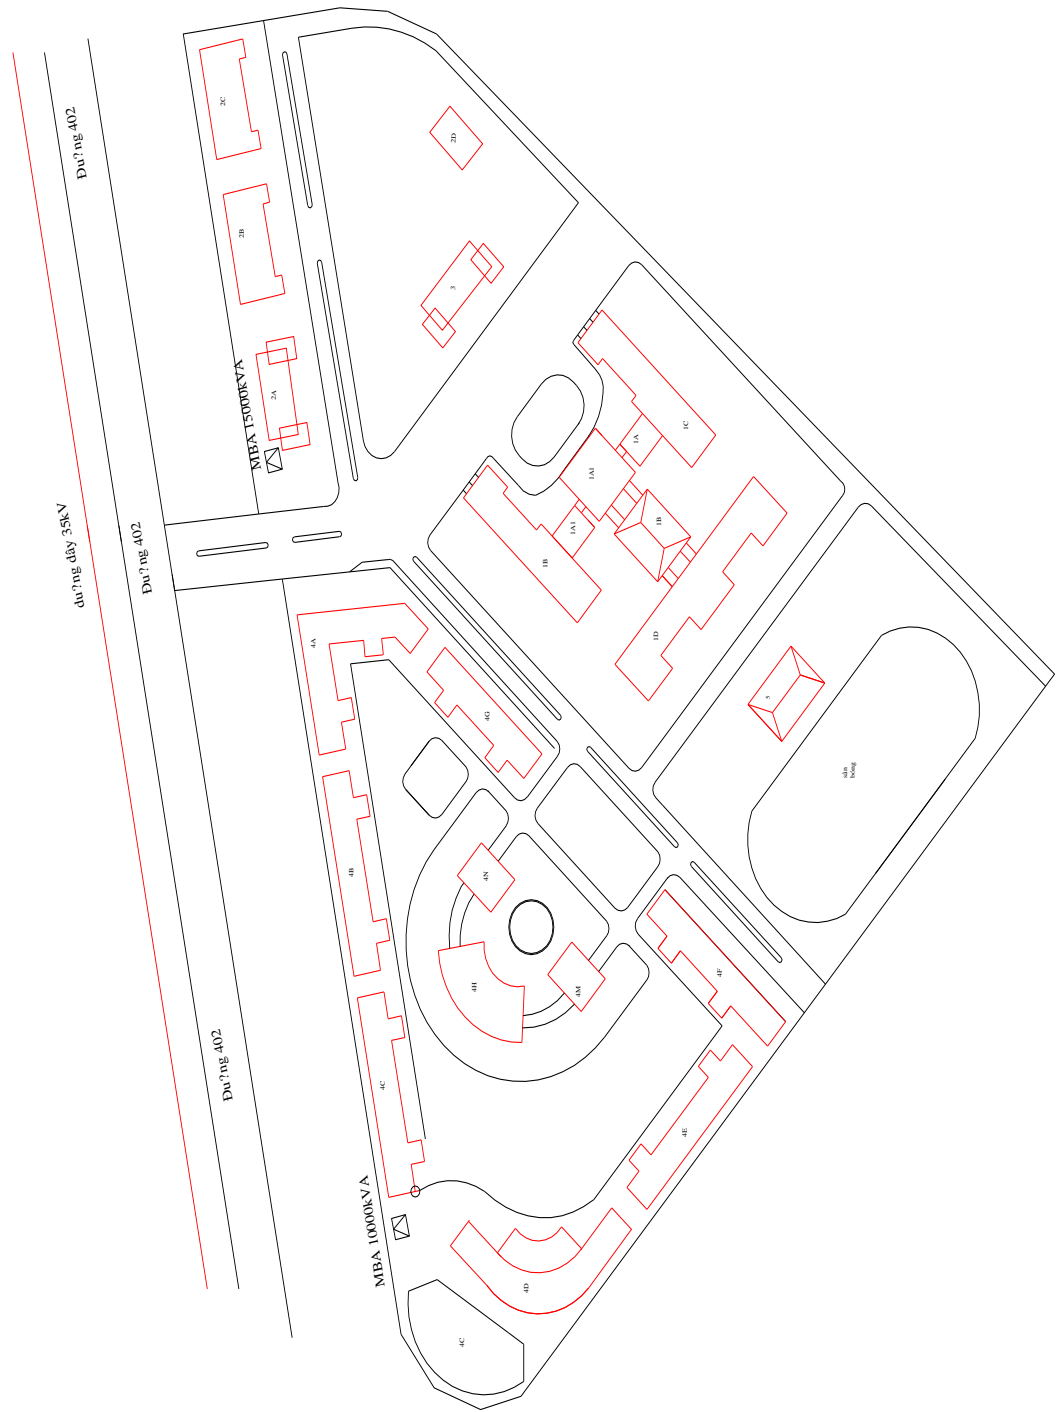 2C
Đu?ng 402
2D
2B
3
MBA 15000kVA
2A
1C
1A
1A1
1B
1A1
1B
du?ng dây 35kV
Đu?ng 402
1D
4A
5
4G
sân
bóng
4B
4N
4F
4H
4M
Đu?ng 402
4C
4E
MBA 10000kVA
4D
4C